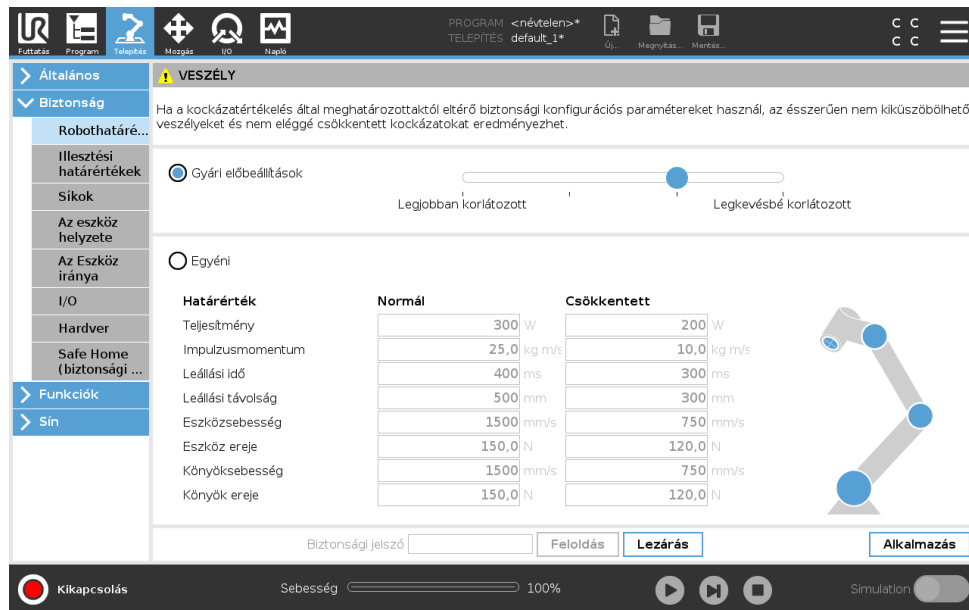 UR
Futtatás Program Telepítés Mozgás I/O Napló
PROGRAM <névtelen>*
TELEPÍTÉS default_1*
Új... Megnyitás... Mentés...
C C
C C
Általános
Biztonság
Robothatáré...
Illesztési
határértékek
Síkok
Az eszköz
helyzete
Az Eszköz
iránya
I/O
Hardver
Safe Home
(biztonsági ...
Funkciók
Sín
VESZÉLY
Ha a kockázatértékelés által meghatározottaktól eltérő biztonsági konfigurációs paramétereket használ, az ésszerűen nem kiküszöbölhető
veszélyeket és nem eléggé csökkentett kockázatokat eredményezhet.
Gyári előbeállítások
Legjobban korlátozott Legkevésbé korlátozott
Egyéni
Határérték Normál Csökkentett
Teljesítmény 300 W 200 W
Impulzusmomentum 25,0 kg m/s 10,0 kg m/s
Leállási idő 400 ms 300 ms
Leállási távolság 500 mm 300 mm
Eszközsebesség 1500 mm/s 750 mm/s
Eszköz ereje 150,0 N 120,0 N
Könyöksebesség 1500 mm/s 750 mm/s
Könyök ereje 150,0 N 120,0 N
Biztonsági jelszó Feloldás Lezárás Alkalmazás
Kikapcsolás Sebesség 100% Simulation